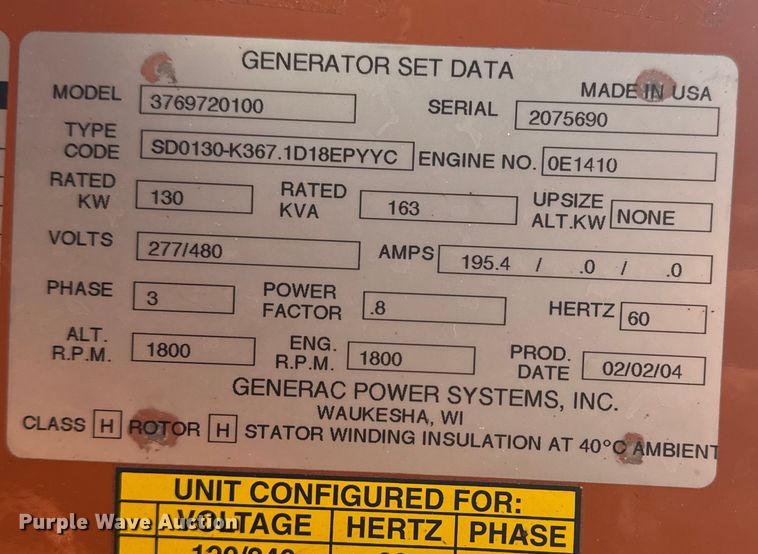 GENERATOR SET DATA
MADE IN USA
MODEL 3769720100 SERIAL 2075690
TYPE CODE SD0130-K367.1D18EPYYC ENGINE NO. 0E1410
RATED KW 130 RATED KVA 163 UPSIZE ALT.KW NONE
VOLTS 277/480 AMPS 195.4 / .0 / .0
PHASE 3 POWER FACTOR .8 HERTZ 60
ALT. R.P.M. 1800 ENG. R.P.M. 1800 PROD. DATE 02/02/04
GENERAC POWER SYSTEMS, INC.
WAUKESHA, WI
CLASS H ROTOR H STATOR WINDING INSULATION AT 40°C AMBIENT
UNIT CONFIGURED FOR:
VOLTAGE HERTZ PHASE
Purple Wave Auction